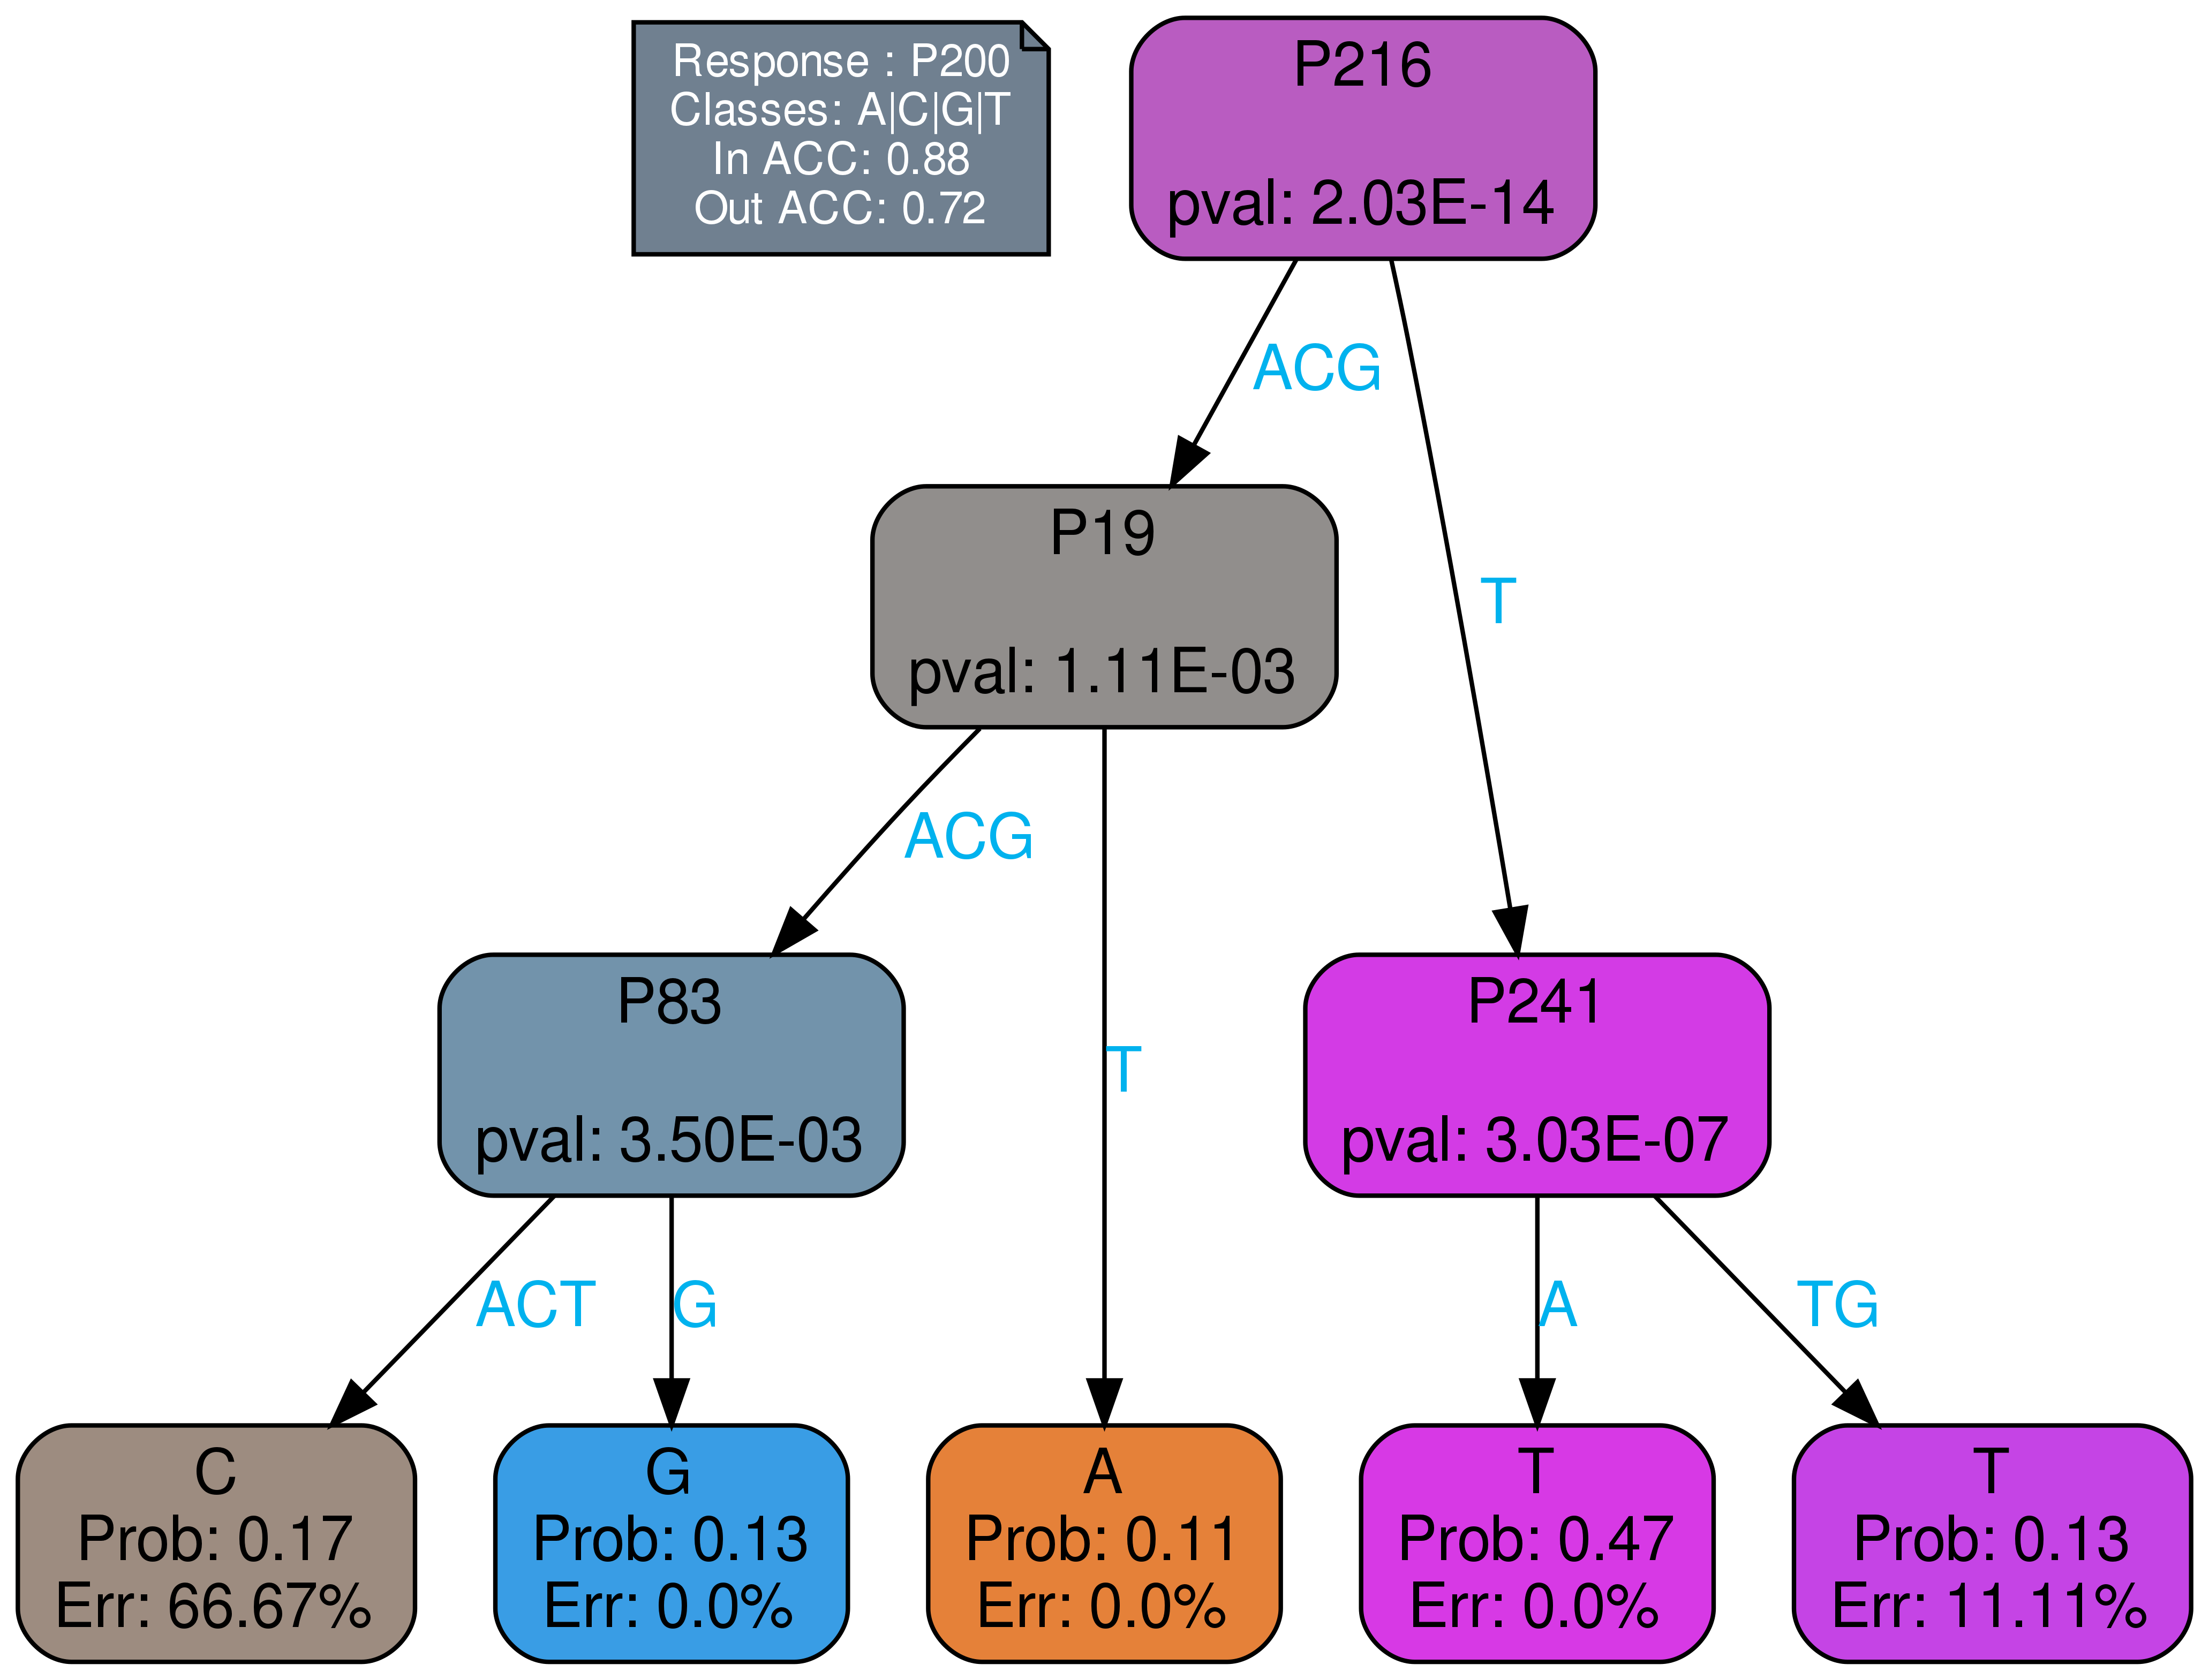 Response : P200
Classes: A|C|G|T
In ACC: 0.88
Out ACC: 0.72
P216
pval: 2.03E-14
ACG
T
P19
pval: 1.11E-03
ACG
T
P83
pval: 3.50E-03
P241
pval: 3.03E-07
ACT
G
A
TG
C
Prob: 0.17
Err: 66.67%
G
Prob: 0.13
Err: 0.0%
A
Prob: 0.11
Err: 0.0%
T
Prob: 0.47
Err: 0.0%
T
Prob: 0.13
Err: 11.11%